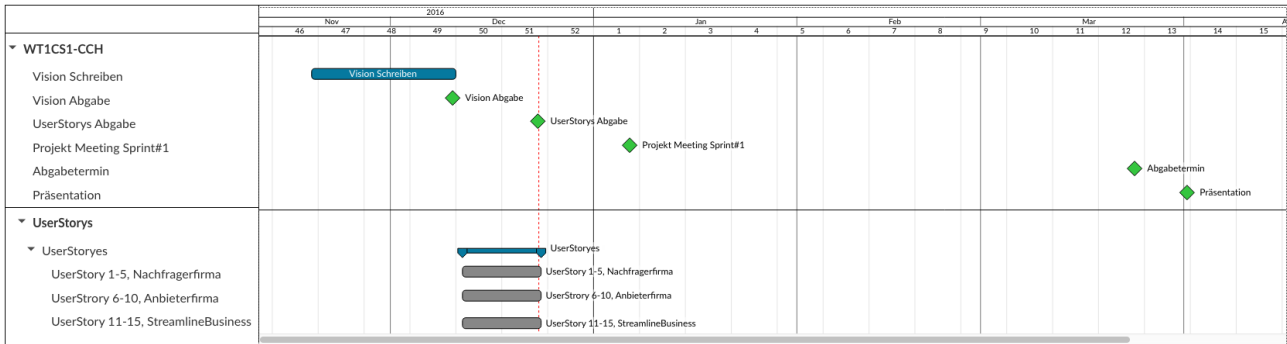 2016
Nov Dec Jan Feb Mar A
46 47 48 49 50 51 52 1 2 3 4 5 6 7 8 9 10 11 12 13 14 15
WT1CS1-CCH
Vision Schreiben Vision Schreiben
Vision Abgabe Vision Abgabe
UserStorys Abgabe UserStorys Abgabe
Projekt Meeting Sprint#1 Projekt Meeting Sprint#1
Abgabetermin Abgabetermin
Präsentation Präsentation
UserStorys
UserStoryes UserStoryes
UserStory 1-5, Nachfragerfirma UserStory 1-5, Nachfragerfirma
UserStrory 6-10, Anbieterfirma UserStrory 6-10, Anbieterfirma
UserStory 11-15, StreamlineBusiness UserStory 11-15, StreamlineBusiness